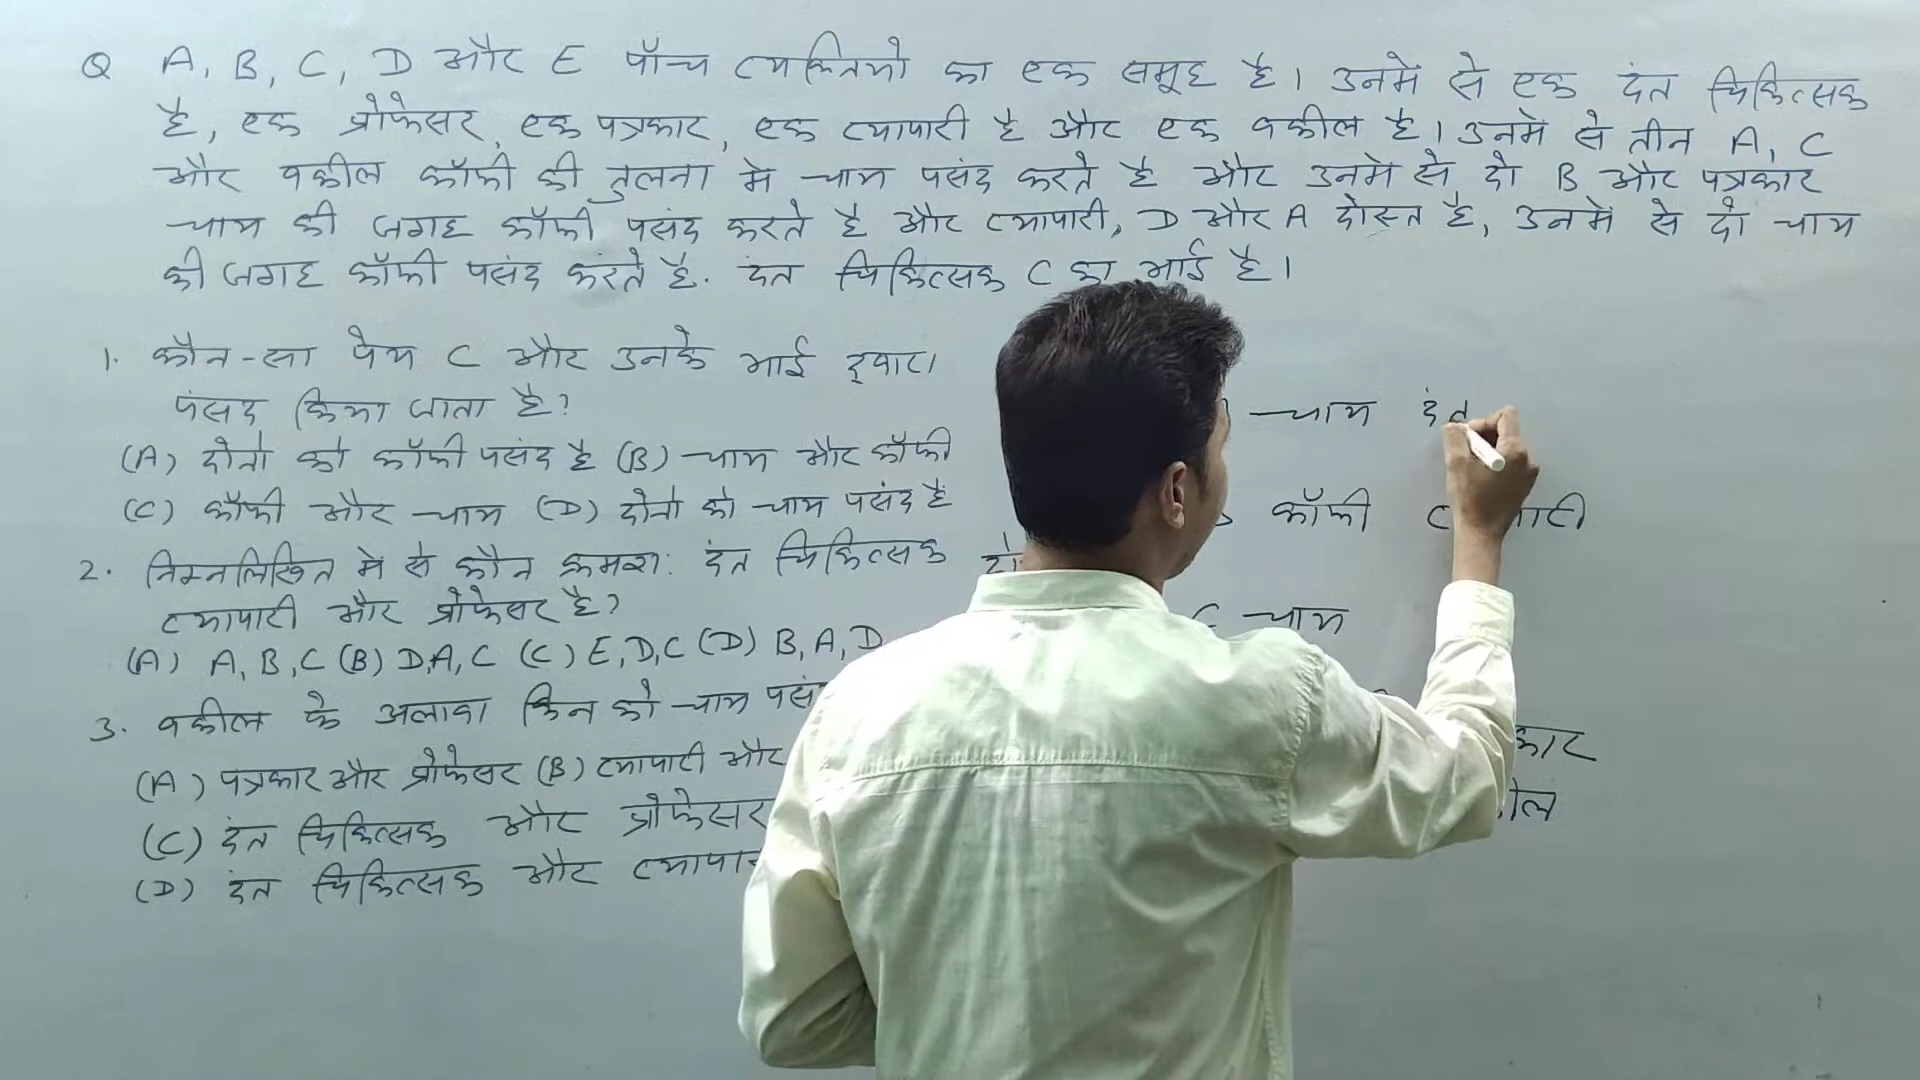 Q A, B, C, D और E पाँच व्यक्तियो का एक समूह है। उनमें से एक दंत चिकित्सक
है, एक प्रोफेसर, एक पत्रकार, एक व्यापारी है और एक वकील है। उनमें से तीन A, C
और वकील कॉफी की तुलना मे चाय पसंद करते है और उनमें से दो B और पत्रकार
चाय की जगह कॉफी पसंद करते है और व्यापारी, D और A दोस्त है, उनमें से दो चाय
की जगह कॉफी पसंद करते है. दंत चिकित्सक C का भाई है।
1. कौन-सा पेय C और उनके भाई द्वारा
पंसद किया जाता है?
(A) दोनो को कॉफी पसंद है (B) चाय और कॉफी
(C) कॉफी और चाय (D) दोनो को चाय पसंद है
2. निम्नलिखित मे से कौन क्रमशः दंत चिकित्सक
व्यापारी और प्रोफेसर है?
(A) A, B, C (B) D,A, C (C) E, D, C (D) B, A, D
3. वकील के अलावा किन को चाय
(A) पत्रकार और प्रोफेसर (B) व्यापारी और
(C) दंत चिकित्सक और प्रोफेसर
(D) दंत चिकित्सक और
चाय दंत
कॉफी
C चाय